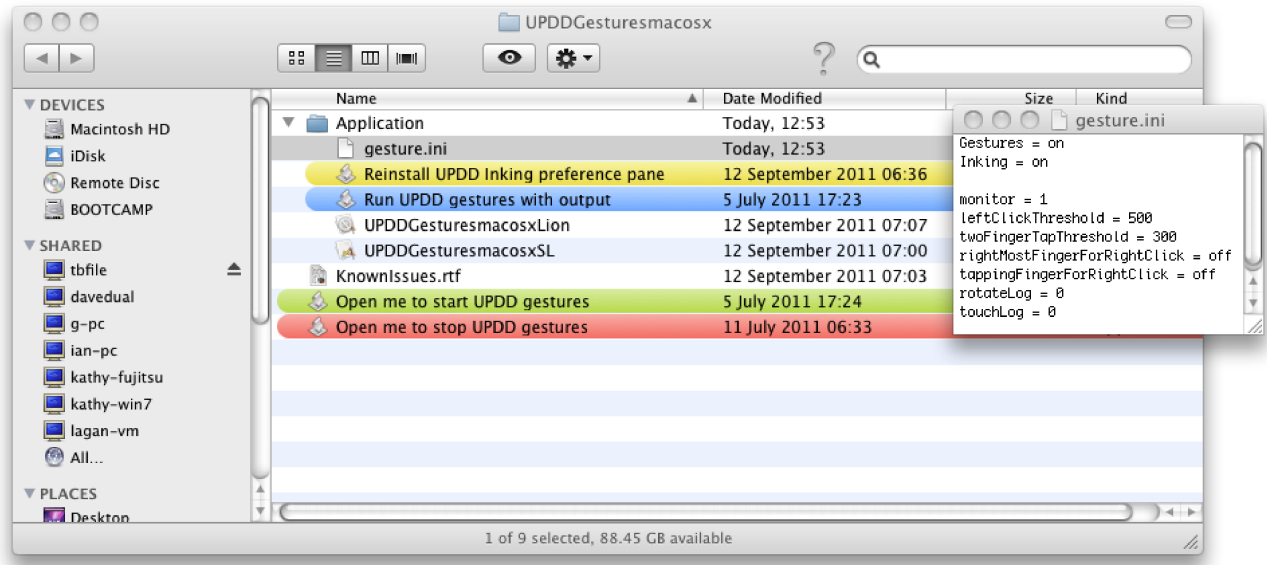 UPDDGesturesmacosx
DEVICES
Macintosh HD
iDisk
Remote Disc
BOOTCAMP
SHARED
tbfile
davedual
g-pc
ian-pc
kathy-fujitsu
kathy-win7
lagan-vm
All...
PLACES
Desktop
Name Date Modified Size Kind
Application Today, 12:53
gesture.ini Today, 12:53
Reinstall UPDD Inking preference pane 12 September 2011 06:36
Run UPDD gestures with output 5 July 2011 17:23
UPDDGesturesmacosxLion 12 September 2011 07:07
UPDDGesturesmacosxSL 12 September 2011 07:00
KnownIssues.rtf 12 September 2011 07:03
Open me to start UPDD gestures 5 July 2011 17:24
Open me to stop UPDD gestures 11 July 2011 06:33
gesture.ini
Gestures = on
Inking = on
monitor = 1
leftClickThreshold = 500
twoFingerTapThreshold = 300
rightMostFingerForRightClick = off
tappingFingerForRightClick = off
rotateLog = 0
touchLog = 0
1 of 9 selected, 88.45 GB available